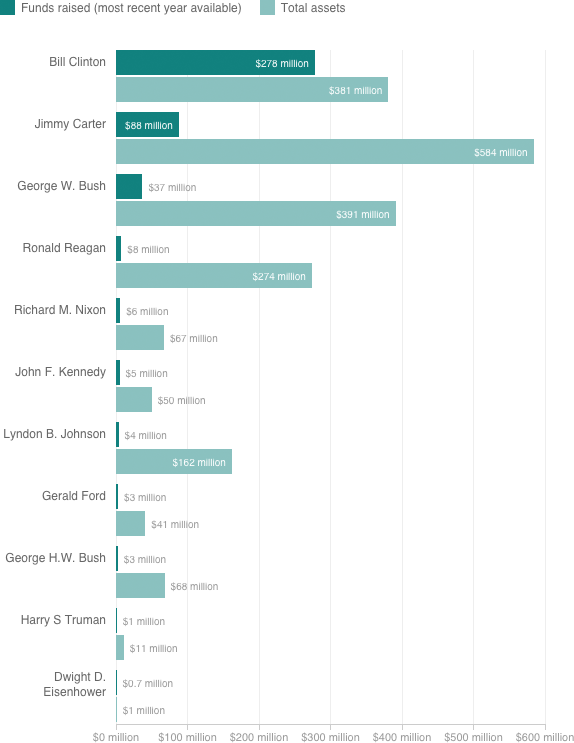 Funds raised (most recent year available) Total assets
Bill Clinton $278 million
$381 million
Jimmy Carter $88 million
$584 million
George W. Bush $37 million
$391 million
Ronald Reagan $8 million
$274 million
Richard M. Nixon $6 million
$67 million
John F. Kennedy $5 million
$50 million
Lyndon B. Johnson $4 million
$162 million
Gerald Ford $3 million
$41 million
George H.W. Bush $3 million
$68 million
Harry S Truman $1 million
$11 million
Dwight D.
Eisenhower $0.7 million
$1 million
$0 million $100 million $200 million $300 million $400 million $500 million $600 million